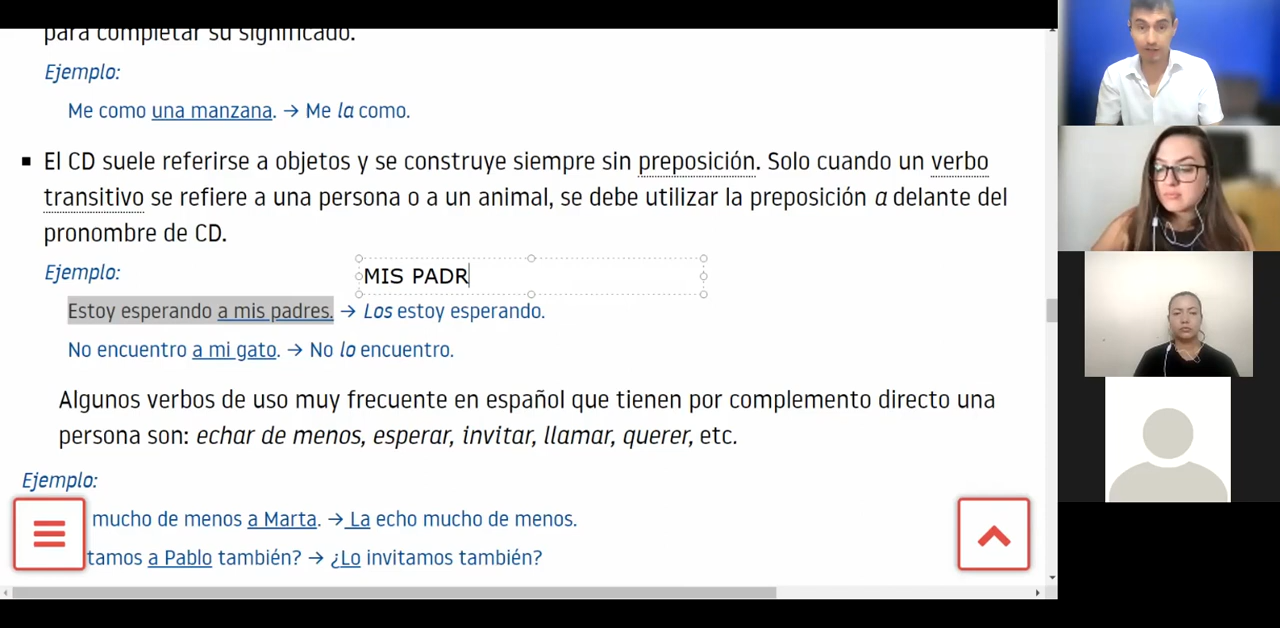 para completar su significado.
Ejemplo:
Me como una manzana. → Me la como.
▪ El CD suele referirse a objetos y se construye siempre sin preposición. Solo cuando un verbo
transitivo se refiere a una persona o a un animal, se debe utilizar la preposición a delante del
pronombre de CD.
Ejemplo:
MIS PADR
Estoy esperando a mis padres. → Los estoy esperando.
No encuentro a mi gato. → No lo encuentro.
Algunos verbos de uso muy frecuente en español que tienen por complemento directo una
persona son: echar de menos, esperar, invitar, llamar, querer, etc.
Ejemplo:
mucho de menos a Marta. → La echo mucho de menos.
tamos a Pablo también? → ¿Lo invitamos también?